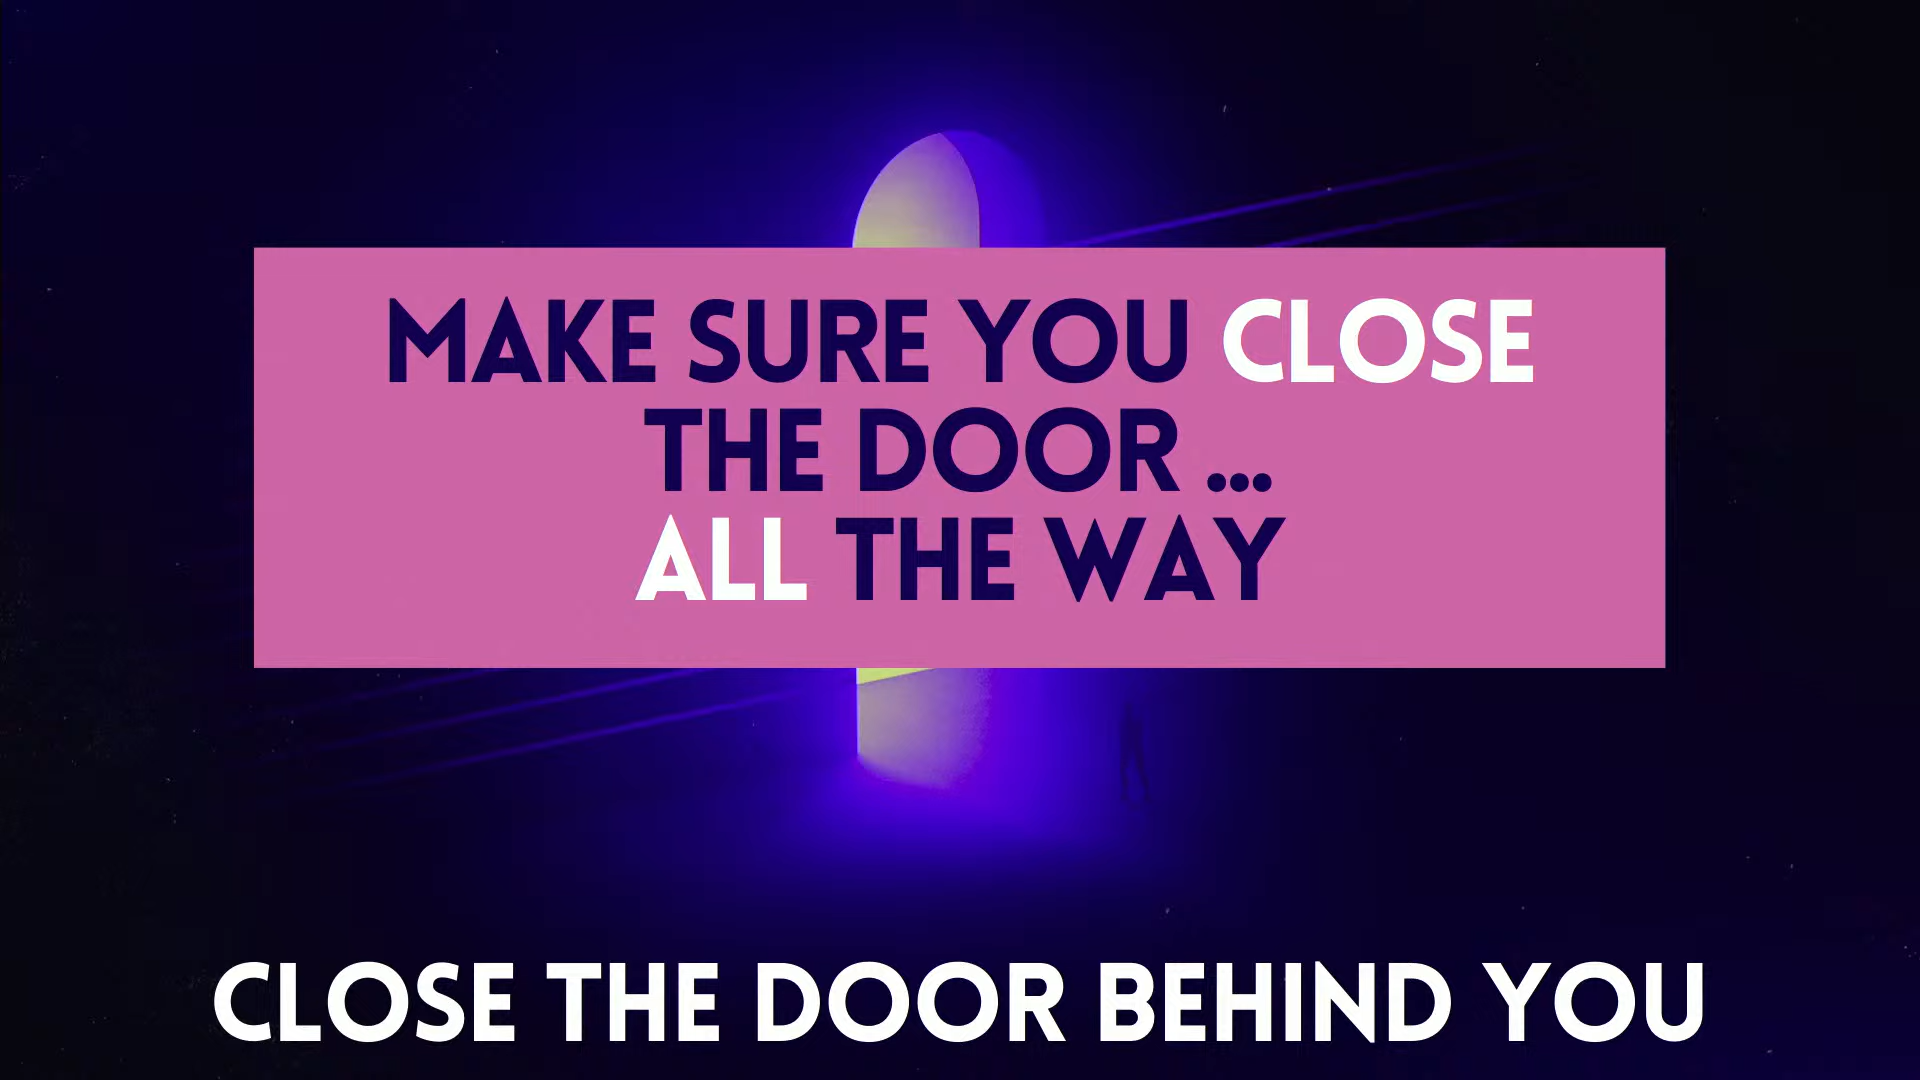 MAKE SURE YOU CLOSE
THE DOOR ...
ALL THE WAY
CLOSE THE DOOR BEHIND YOU